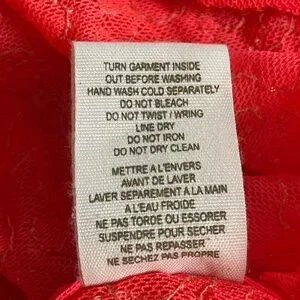 TURN GARMENT INSIDE
OUT BEFORE WASHING
HAND WASH COLD SEPARATELY
DO NOT BLEACH
DO NOT TWIST / WRING
LINE DRY
DO NOT IRON
DO NOT DRY CLEAN
METTRE A L'ENVERS
AVANT DE LAVER
LAVER SEPAREMENT A LA MAIN
A L'EAU FROIDE
NE PAS TORDE OU ESSORER
SUSPENDRE POUR SECHER
NE PAS REPASSER
NE SECHEZ PAS PROPRE